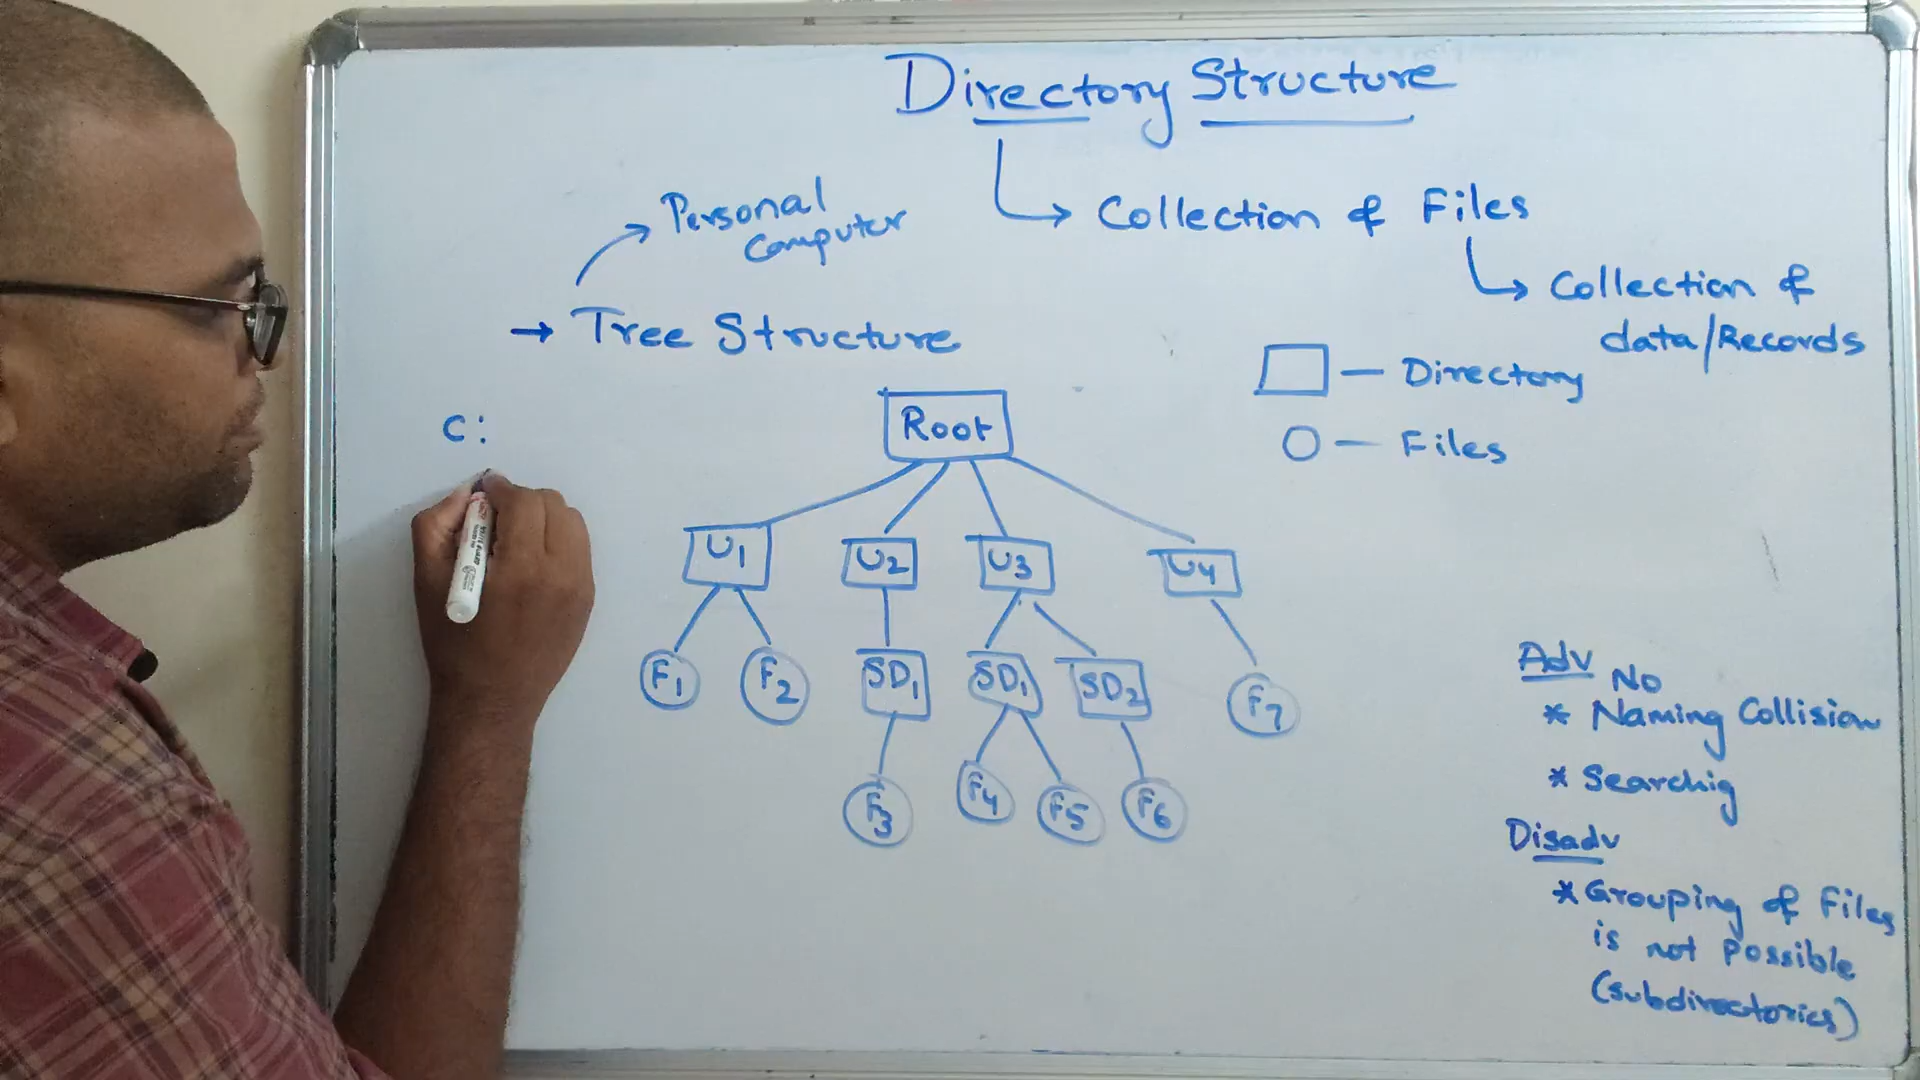 Directory Structure
Collection of Files
Collection of
data/Records
Personal
Computer
→ Tree Structure
— Directory
— Files
C:
Root
U1 U2 U3 U4
F1 F2 SD1 SD1 SD2 F7
F3 F4 F5 F6
Adv
No
* Naming Collision
* Searchig
Disadv
* Grouping of Files
is not Possible
(subdirectories)